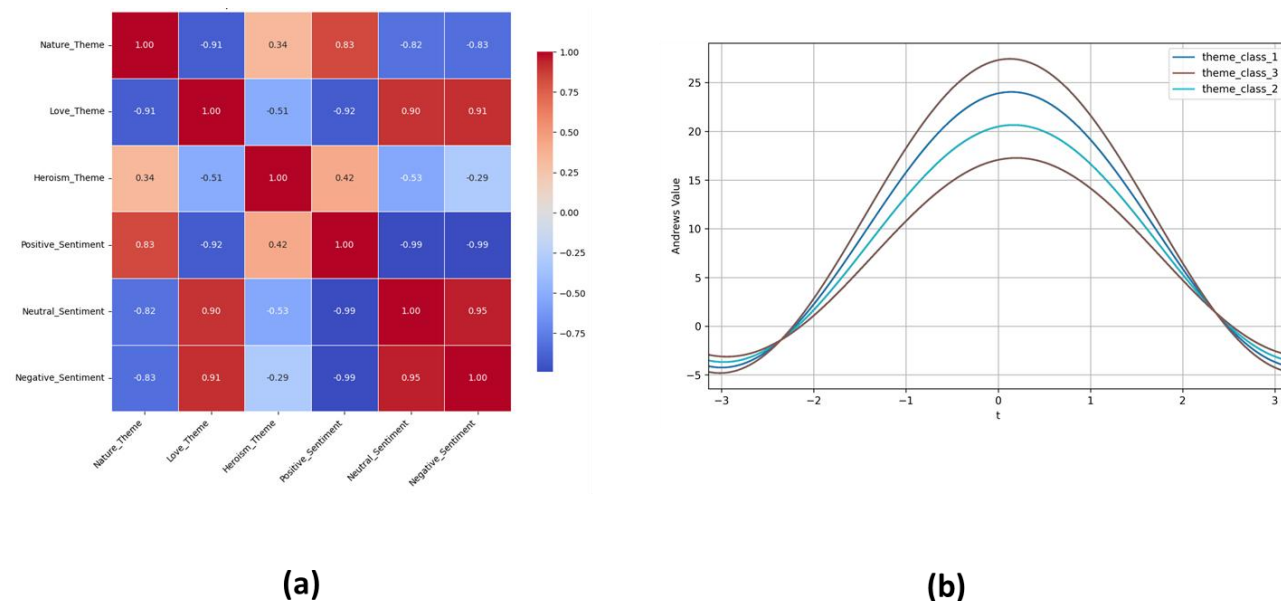 Nature_Theme 1.00 -0.91 0.34 0.83 -0.82 -0.83
Love_Theme -0.91 1.00 -0.51 -0.92 0.90 0.91
Heroism_Theme 0.34 -0.51 1.00 0.42 -0.53 -0.29
Positive_Sentiment 0.83 -0.92 0.42 1.00 -0.99 -0.99
Neutral_Sentiment -0.82 0.90 -0.53 -0.99 1.00 0.95
Negative_Sentiment -0.83 0.91 -0.29 -0.99 0.95 1.00
Nature_Theme
Love_Theme
Heroism_Theme
Positive_Sentiment
Neutral_Sentiment
Negative_Sentiment
1.00
0.75
0.50
0.25
0.00
−0.25
−0.50
−0.75
(a)
theme_class_1
theme_class_3
theme_class_2
Andrews Value
25
20
15
10
5
0
−5
−3 −2 −1 0 1 2 3
t
(b)